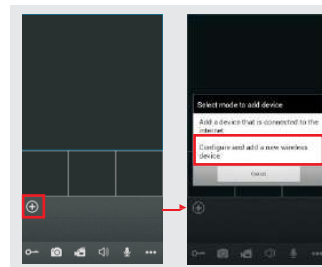 Select mode to add device
Add a device that is connected to the
internet
Configure and add a new wireless
device
Cancel